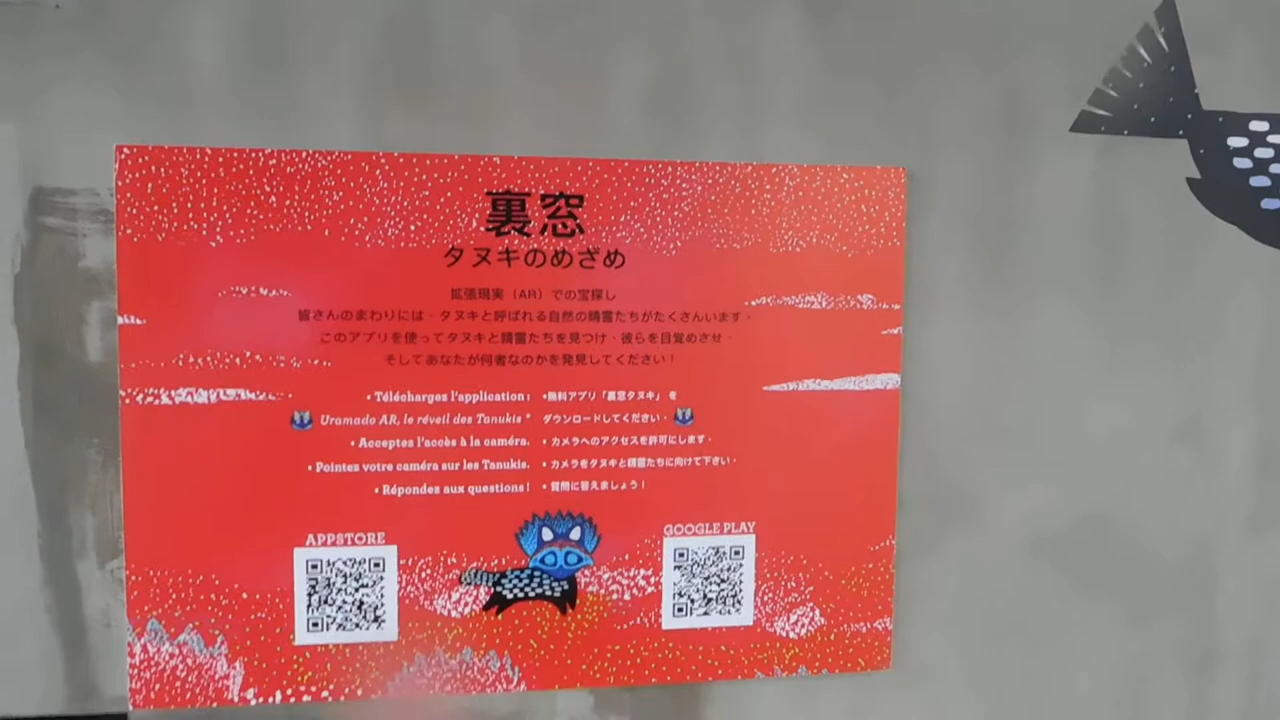 裏窓
タヌキのめざめ
拡張現実（AR）での宝探し
皆さんのまわりには・タヌキと呼ばれる自然の精霊たちがたくさんいます・
このアプリを使ってタヌキと精霊たちを見つけ・彼らを目覚めさせ・
そしてあなたが何者なのかを発見してください！
• Téléchargez l'application:
Uramado AR, le réveil des Tanukis *
• Acceptez l'accès à la caméra.
• Pointez votre caméra sur les Tanukis.
• Répondez aux questions!
•無料アプリ「裏窓タヌキ」を
ダウンロードしてください・
• カメラへのアクセスを許可にします・
• カメラをタヌキと精霊たちに向けて下さい・
• 質問に答えましょう！
APPSTORE
GOOGLE PLAY